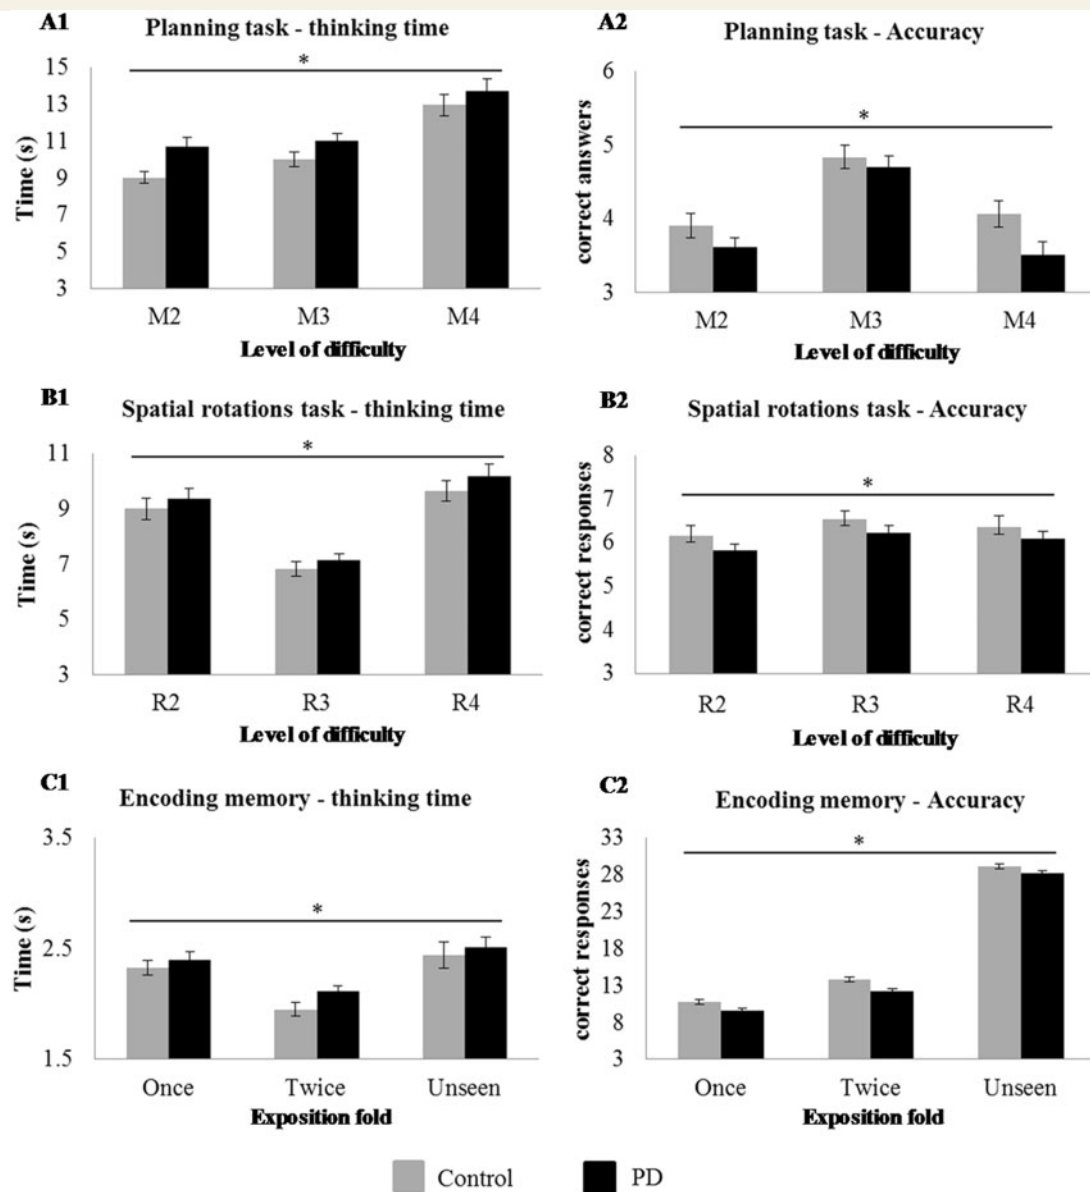 A1
Planning task - thinking time
*
15
13
11
9
7
5
3
Time (s)
M2 M3 M4
Level of difficulty
A2
Planning task - Accuracy
*
6
5
4
3
correct answers
M2 M3 M4
Level of difficulty
B1
Spatial rotations task - thinking time
*
11
9
7
5
3
Time (s)
R2 R3 R4
Level of difficulty
B2
Spatial rotations task - Accuracy
*
8
7
6
5
4
3
correct responses
R2 R3 R4
Level of difficulty
C1
Encoding memory - thinking time
*
3.5
2.5
1.5
Time (s)
Once Twice Unseen
Exposition fold
C2
Encoding memory - Accuracy
*
33
28
23
18
13
8
3
correct responses
Once Twice Unseen
Exposition fold
Control PD